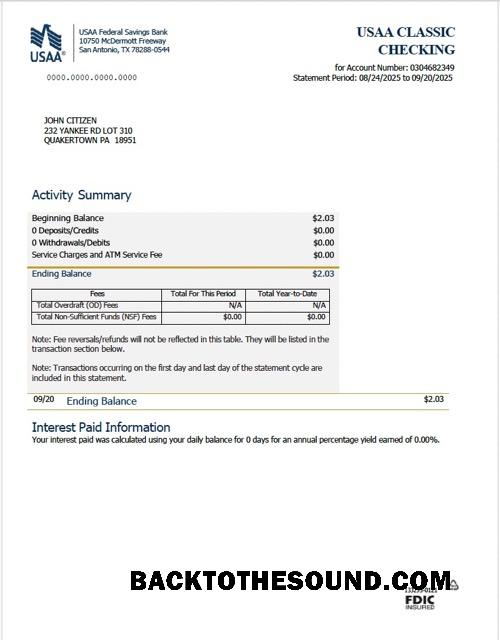 USAA®
USAA Federal Savings Bank
10750 McDermott Freeway
San Antonio, TX 78288-0544
USAA CLASSIC
CHECKING
0000.0000.0000.0000
for Account Number: 0304682349
Statement Period: 08/24/2025 to 09/20/2025
JOHN CITIZEN
232 YANKEE RD LOT 310
QUAKERTOWN PA 18951
Activity Summary
Beginning Balance $2.03
0 Deposits/Credits $0.00
0 Withdrawals/Debits $0.00
Service Charges and ATM Service Fee $0.00
Ending Balance $2.03
Fees Total For This Period Total Year-to-Date
Total Overdraft (OD) Fees N/A N/A
Total Non-Sufficient Funds (NSF) Fees $0.00 $0.00
Note: Fee reversals/refunds will not be reflected in this table. They will be listed in the
transaction section below.
Note: Transactions occurring on the first day and last day of the statement cycle are
included in this statement.
09/20 Ending Balance $2.03
Interest Paid Information
Your interest paid was calculated using your daily balance for 0 days for an annual percentage yield earned of 0.00%.
BACKTOTHESOUND.COM
FDIC
INSURED